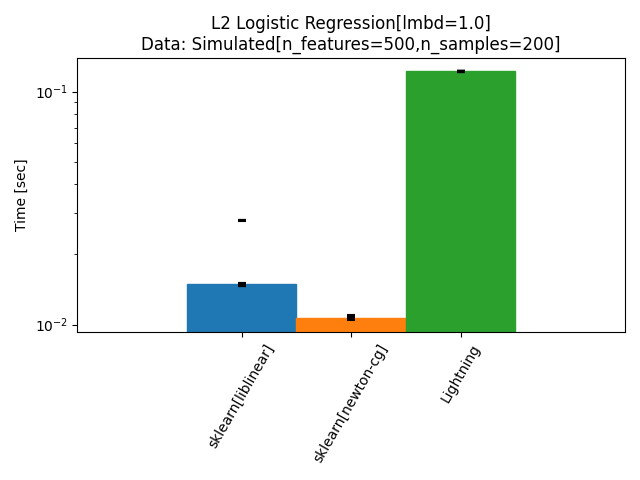 L2 Logistic Regression[lmbd=1.0]
Data: Simulated[n_features=500,n_samples=200]
Time [sec]
10⁻¹
10⁻²
sklearn[liblinear]
sklearn[newton-cg]
Lightning